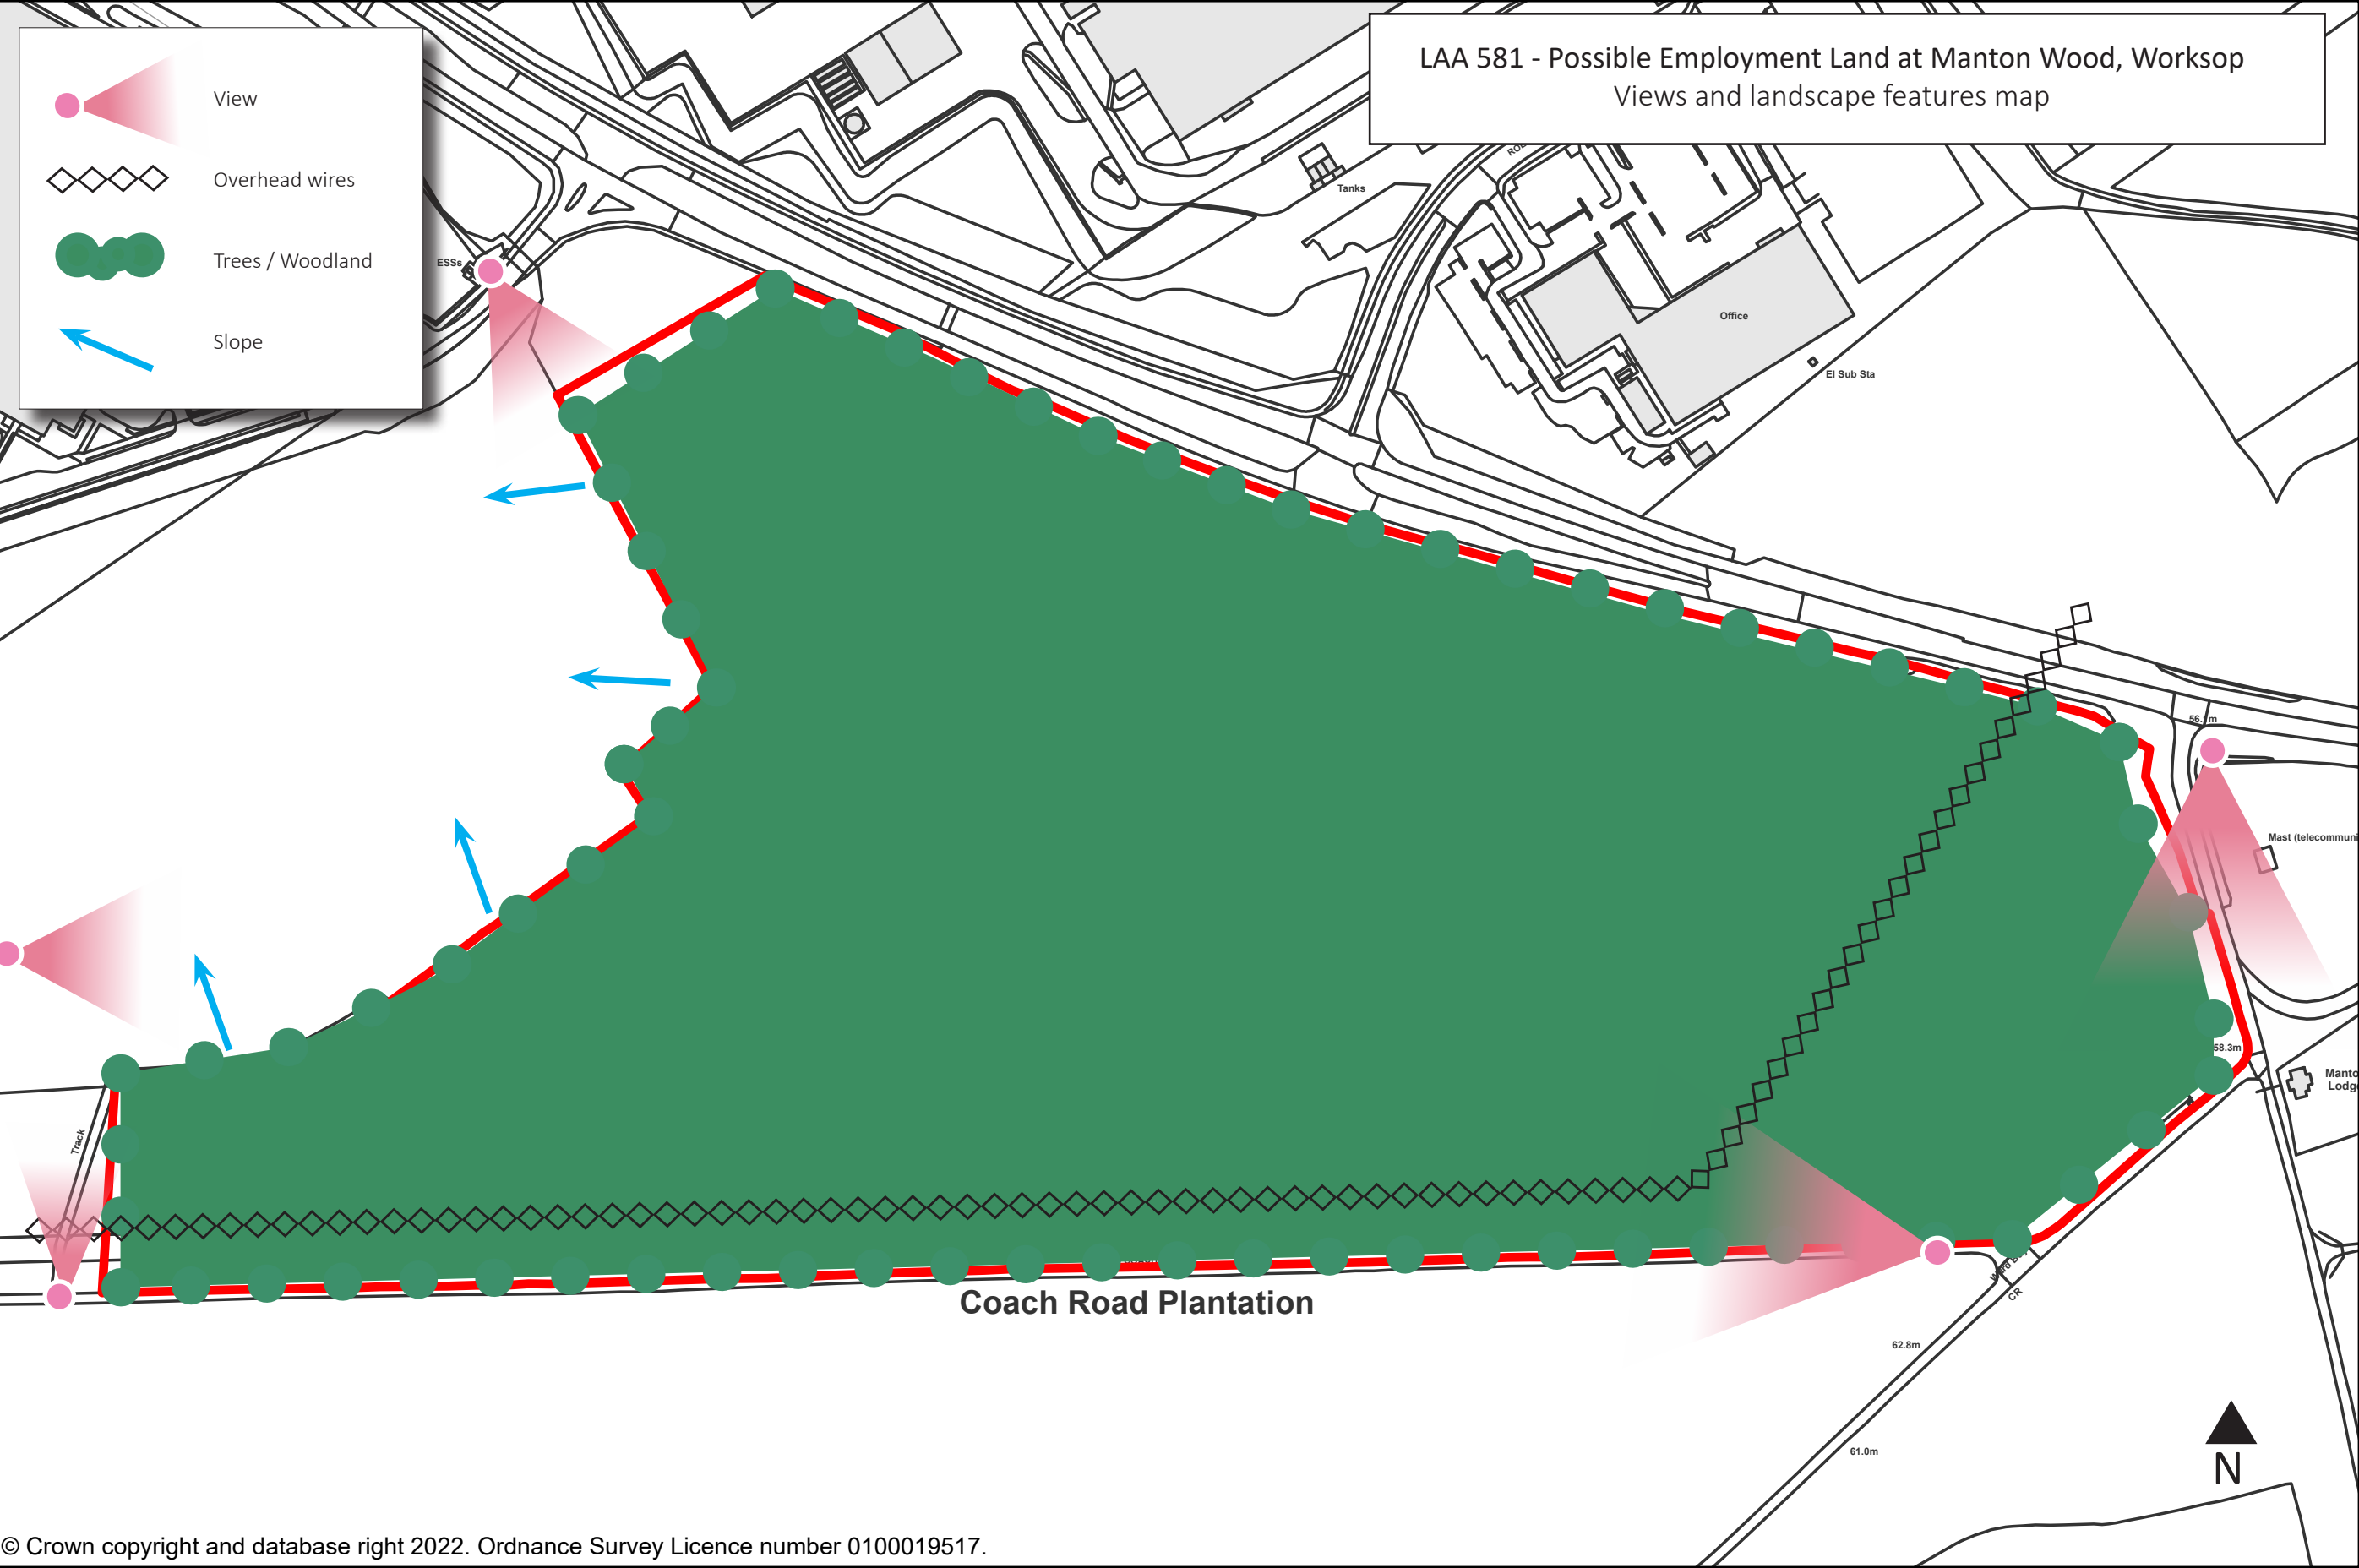 LAA 581 - Possible Employment Land at Manton Wood, Worksop
Views and landscape features map
View
Overhead wires
Trees / Woodland
Slope
ESSs
Tanks
Office
El Sub Sta
Mast (telecommuni
58.3m
Manto
Lodg
Track
Coach Road Plantation
CR
62.8m
61.0m
N
© Crown copyright and database right 2022. Ordnance Survey Licence number 0100019517.